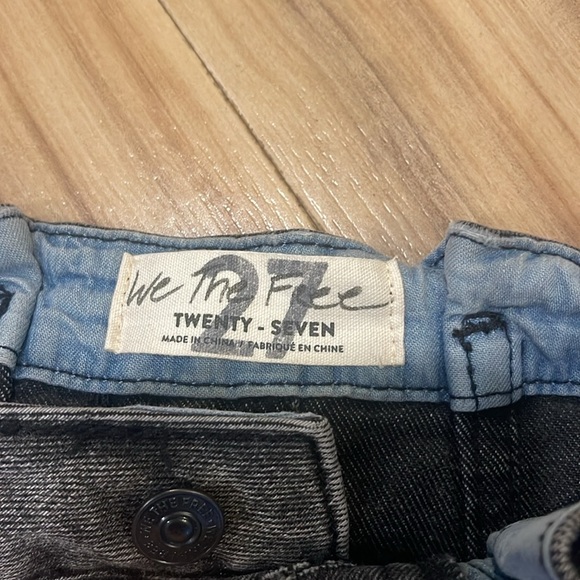 We The Free
27
TWENTY - SEVEN
MADE IN CHINA / FABRIQUÉ EN CHINE